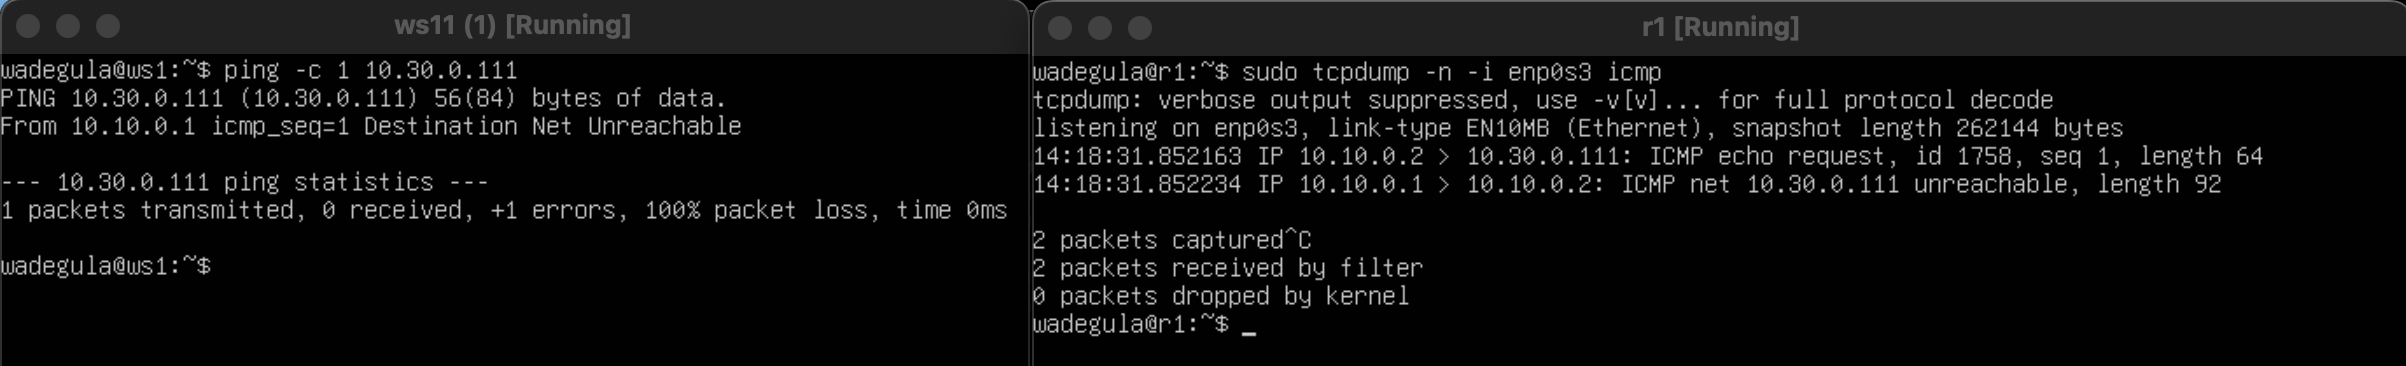 ws11 (1) [Running]
wadegula@ws1:~$ ping -c 1 10.30.0.111
PING 10.30.0.111 (10.30.0.111) 56(84) bytes of data.
From 10.10.0.1 icmp_seq=1 Destination Net Unreachable
--- 10.30.0.111 ping statistics ---
1 packets transmitted, 0 received, +1 errors, 100% packet loss, time 0ms
wadegula@ws1:~$
r1 [Running]
wadegula@r1:~$ sudo tcpdump -n -i enp0s3 icmp
tcpdump: verbose output suppressed, use -v[v]... for full protocol decode
listening on enp0s3, link-type EN10MB (Ethernet), snapshot length 262144 bytes
14:18:31.852163 IP 10.10.0.2 > 10.30.0.111: ICMP echo request, id 1758, seq 1, length 64
14:18:31.852234 IP 10.10.0.1 > 10.10.0.2: ICMP net 10.30.0.111 unreachable, length 92
2 packets captured^C
2 packets received by filter
0 packets dropped by kernel
wadegula@r1:~$ _